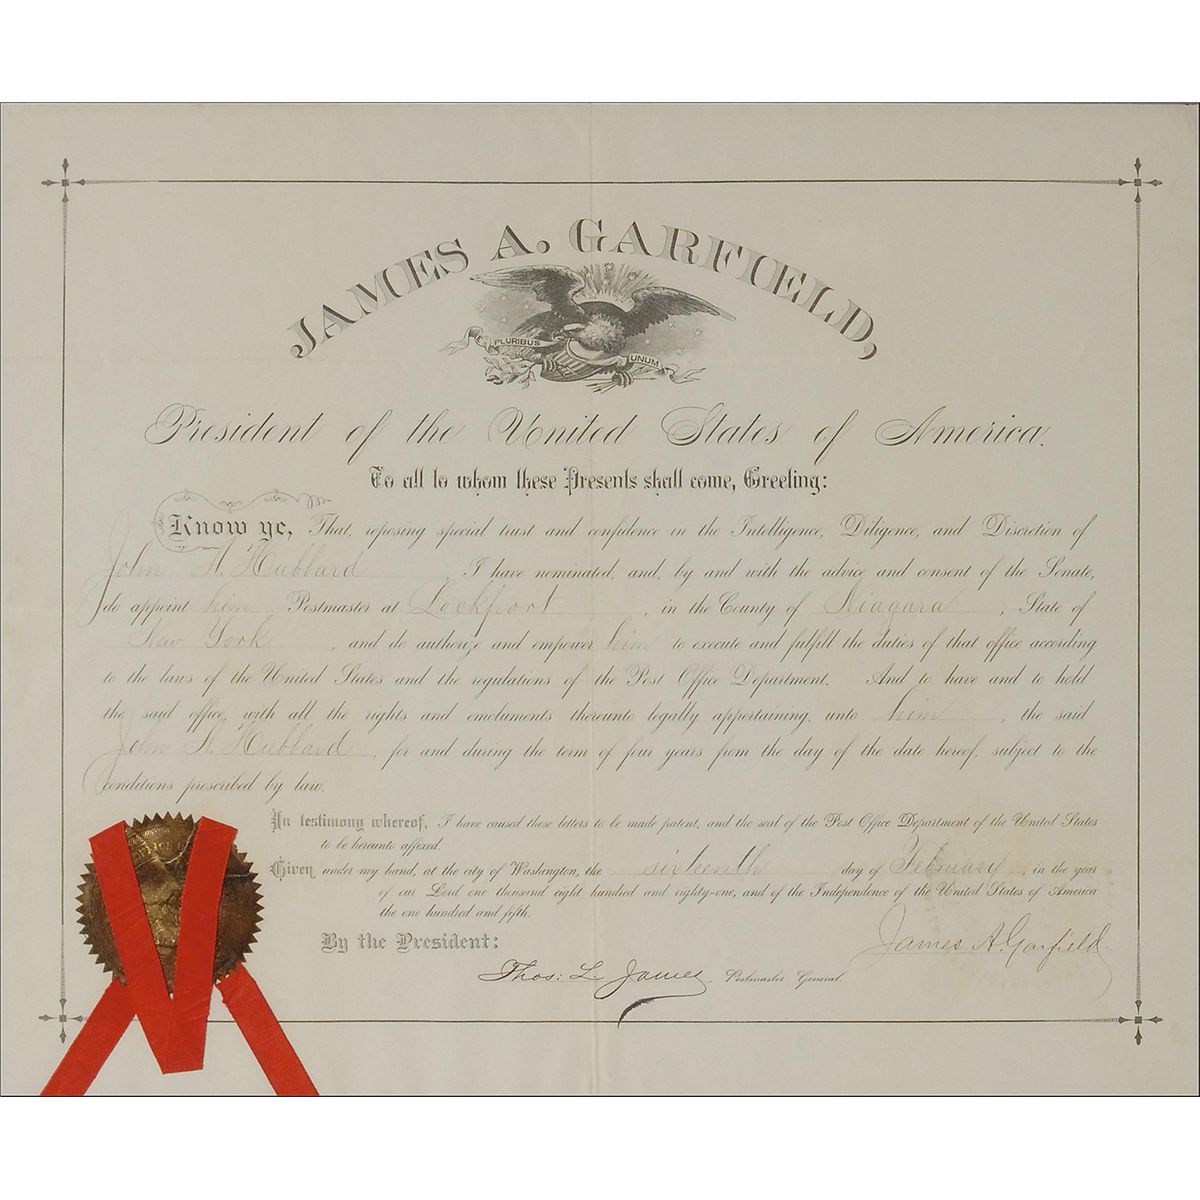 JAMES A. GARFIELD,
E PLURIBUS UNUM
President of the United States of America.
To all to whom these Presents shall come, Greeting:
Know ye, That, reposing special trust and confidence in the Intelligence, Diligence, and Discretion of
John A. Hubbard, I have nominated, and, by and with the advice and consent of the Senate,
do appoint him Postmaster at Lockport, in the County of Niagara, State of
New York, and do authorize and empower him to execute and fulfill the duties of that office according
to the laws of the United States and the regulations of the Post Office Department. And to have and to hold
the said office, with all the rights and emoluments thereunto legally appertaining, unto him, the said
John A. Hubbard, for and during the term of four years from the day of the date hereof, subject to the
conditions prescribed by law.
In testimony whereof, I have caused these letters to be made patent, and the seal of the Post Office Department of the United States
to be hereunto affixed.
Given under my hand, at the city of Washington, the sixteenth day of February, in the year
of our Lord one thousand eight hundred and eighty-one, and of the Independence of the United States of America
the one hundred and fifth.
By the President:
James A. Garfield
Thos: L. James, Postmaster General.